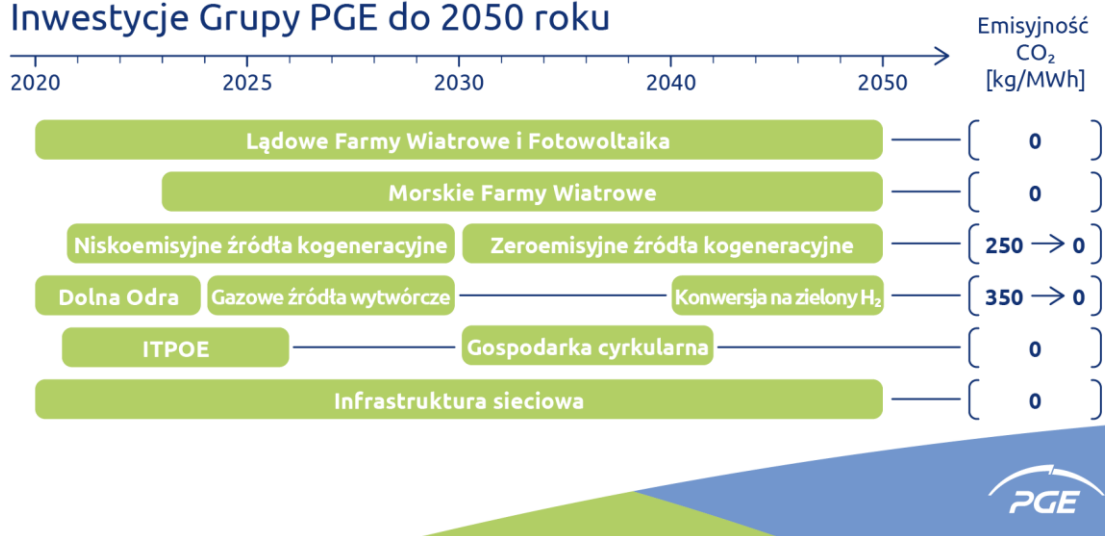 Inwestycje Grupy PGE do 2050 roku
Emisyjność
CO₂
[kg/MWh]
2020 2025 2030 2040 2050
Lądowe Farmy Wiatrowe i Fotowoltaika 0
Morskie Farmy Wiatrowe 0
Niskoemisyjne źródła kogeneracyjne Zeroemisyjne źródła kogeneracyjne 250 → 0
Dolna Odra Gazowe źródła wytwórcze Konwersja na zielony H₂ 350 → 0
ITPOE Gospodarka cyrkularna 0
Infrastruktura sieciowa 0
PGE